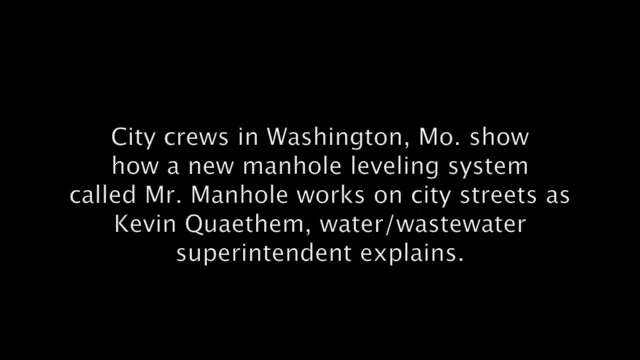 City crews in Washington, Mo. show
how a new manhole leveling system
called Mr. Manhole works on city streets as
Kevin Quaethem, water/wastewater
superintendent explains.